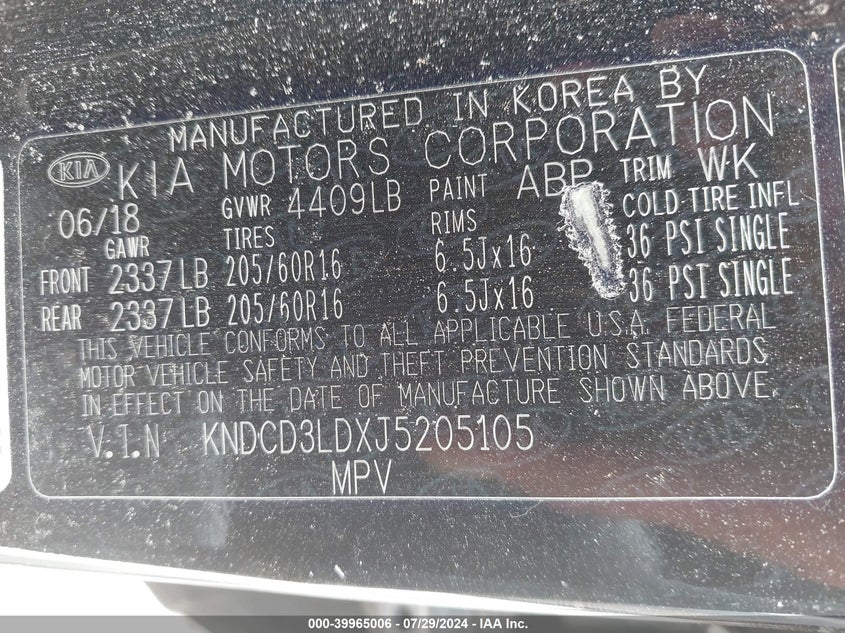 MANUFACTURED IN KOREA BY
KIA KIA MOTORS CORPORATION
06/18 GVWR 4409LB PAINT ABP TRIM WK
GAWR TIRES RIMS COLD TIRE INFL
FRONT 2337LB 205/60R16 6.5Jx16 36 PSI SINGLE
REAR 2337LB 205/60R16 6.5Jx16 36 PSI SINGLE
THIS VEHICLE CONFORMS TO ALL APPLICABLE U.S.A. FEDERAL
MOTOR VEHICLE SAFETY AND THEFT PREVENTION STANDARDS
IN EFFECT ON THE DATE OF MANUFACTURE SHOWN ABOVE.
V.I.N KNDCD3LDXJ5205105
MPV
000-39965006 - 07/29/2024 - IAA Inc.